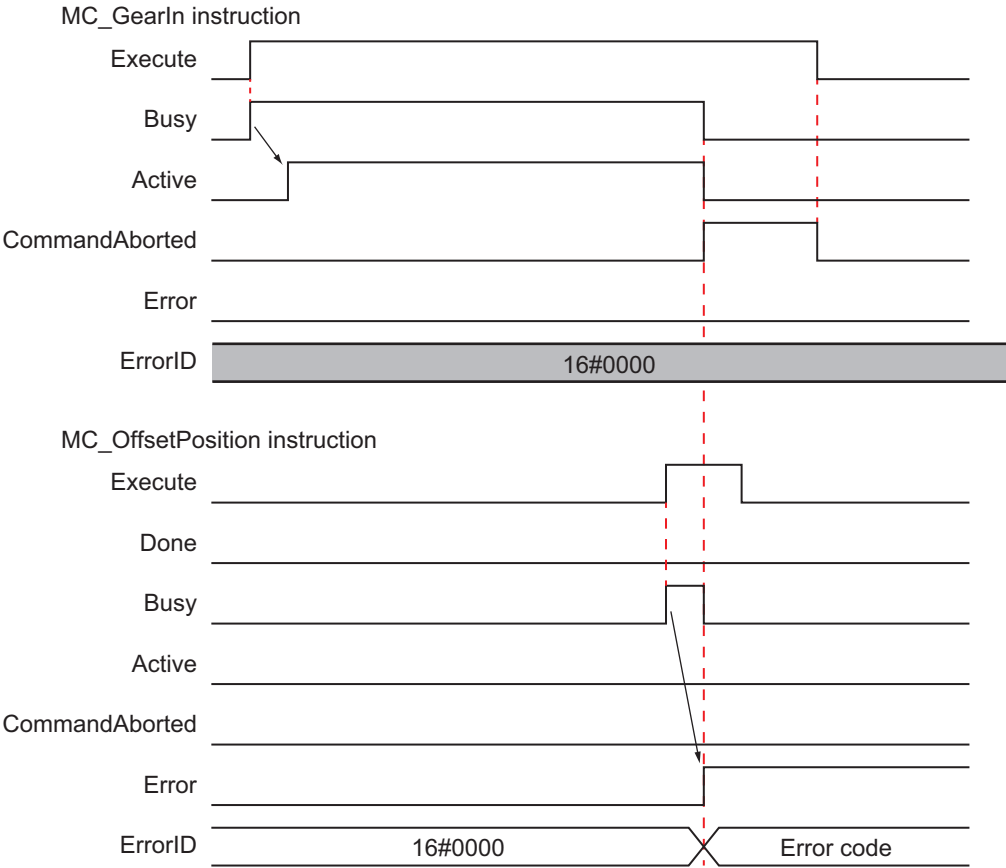 MC_GearIn instruction
Execute
Busy
Active
CommandAborted
Error
ErrorID 16#0000
MC_OffsetPosition instruction
Execute
Done
Busy
Active
CommandAborted
Error
ErrorID 16#0000 Error code